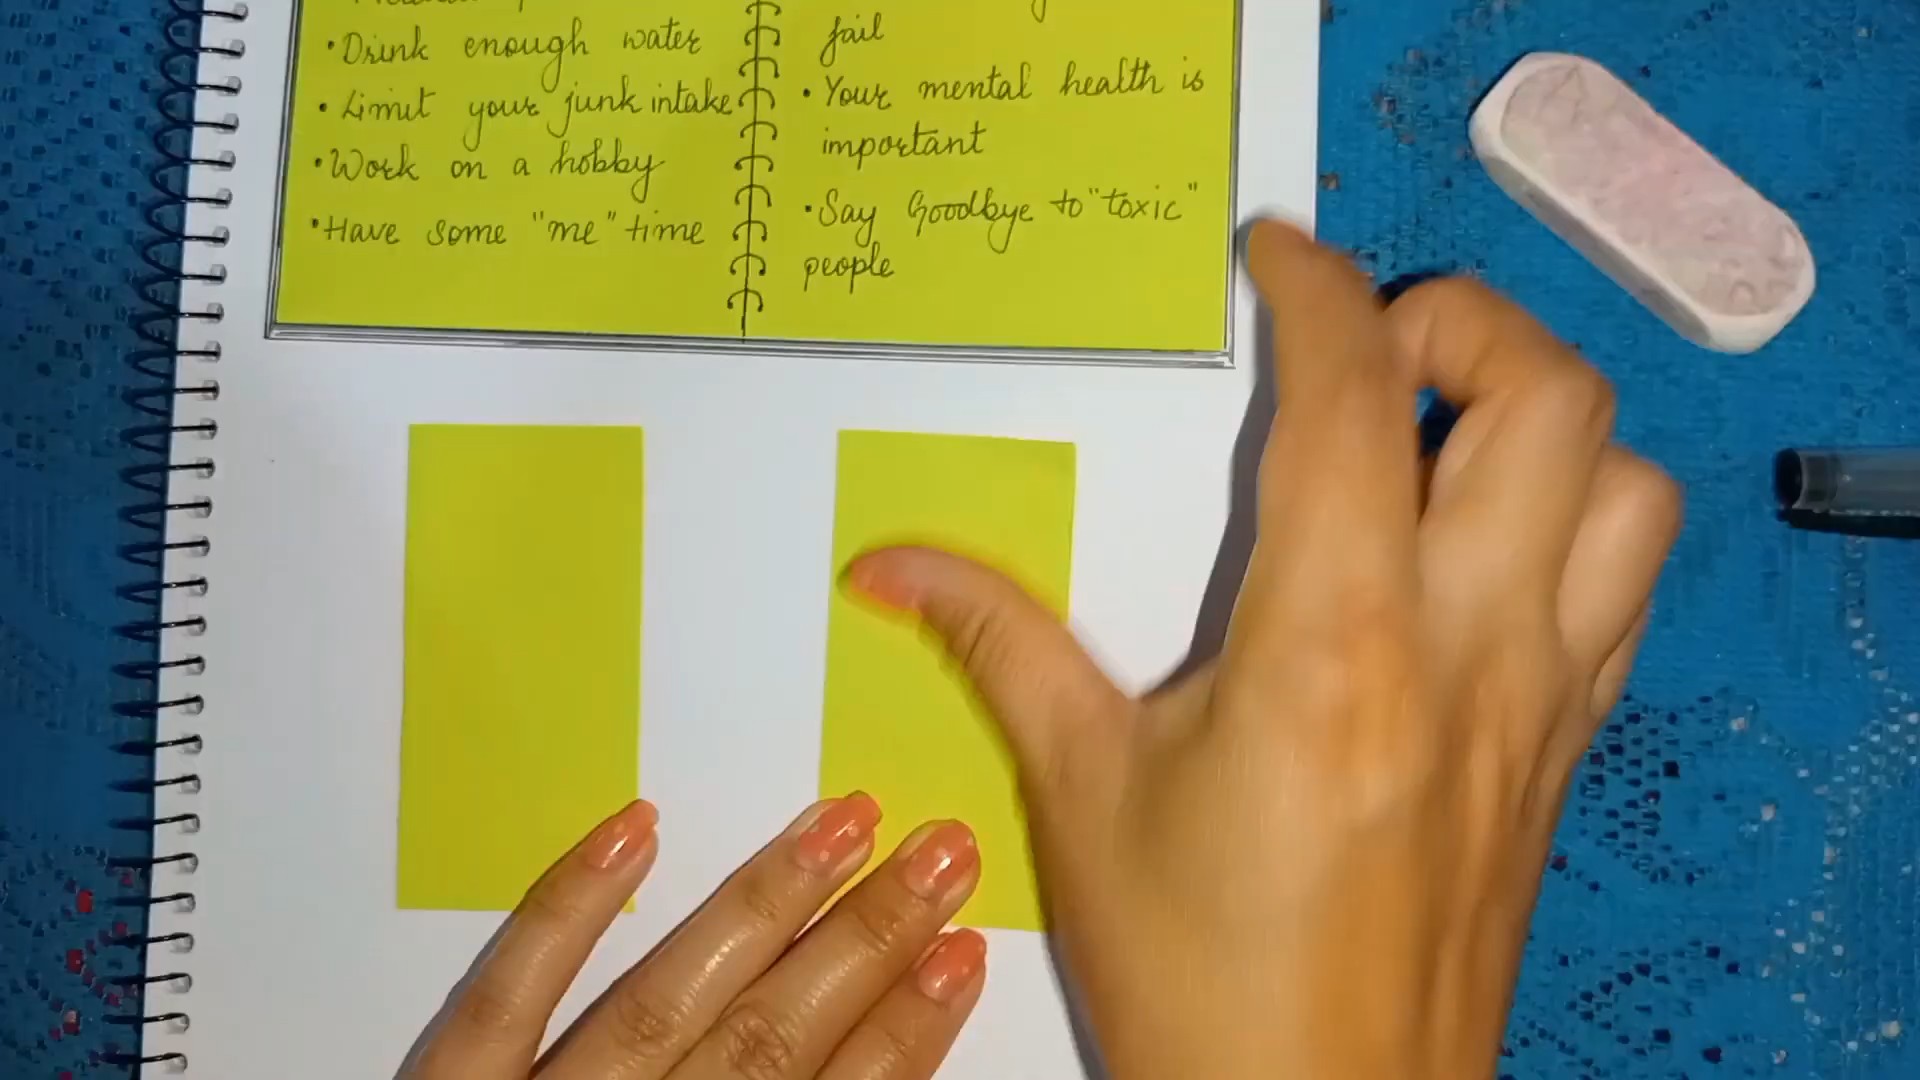 • Drink enough water
• Limit your junk intake
• Work on a hobby
• Have some "me" time
fail
• Your mental health is
important
• Say Goodbye to "toxic"
people